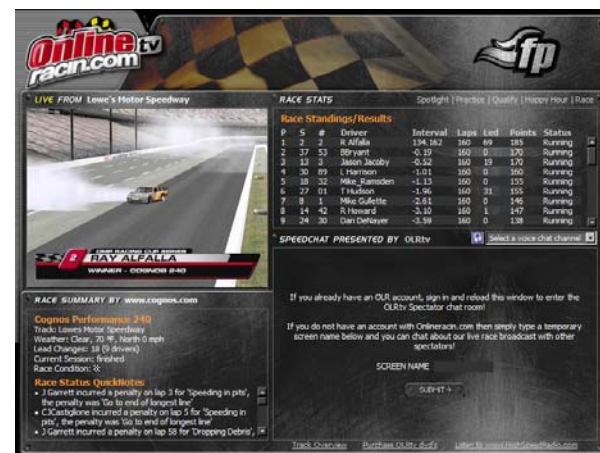 Online tv
racin.com
fp
LIVE FROM Lowe's Motor Speedway
OMR RACING CUP SERIES
2 RAY ALFALLA
WINNER - COGNOS 240
RACE SUMMARY BY www.cognos.com
Cognos Performance 240
Track: Lowes Motor Speedway
Weather: Clear, 70 °F, North 0 mph
Lead Changes: 18 (9 drivers)
Current Session: finished
Race Condition:
Race Status QuickNotes
• J Garrett incurred a penalty on lap 3 for 'Speeding in pits',
the penalty was 'Go to end of longest line'
• CJCastiglione incurred a penalty on lap 5 for 'Speeding in
pits', the penalty was 'Go to end of longest line'
• J Garrett incurred a penalty on lap 58 for 'Dropping Debris',
RACE STATS Spotlight | Practice | Qualify | Happy Hour | Race
Race Standings/Results
P S # Driver Interval Laps Led Points Status
1 2 2 R Alfalla 134.162 160 69 185 Running
2 37 53 BBryant -0.19 160 0 170 Running
3 13 3 Jason Jacoby -0.52 160 19 170 Running
4 30 89 L Harrison -1.01 160 0 160 Running
5 18 32 Mike_Ramsden -1.13 160 0 155 Running
6 27 01 T Hudson -1.96 160 31 155 Running
7 8 1 Mike Gullette -2.61 160 0 146 Running
8 14 42 R Howard -3.10 160 1 147 Running
9 24 30 Dan DeNayer -3.59 160 0 138 Running
SPEEDCHAT PRESENTED BY OLRtv Select a voice chat channel
If you already have an OLR account, sign in and reload this window to enter the
OLRtv Spectator chat room!
If you do not have an account with Onlineracin.com then simply type a temporary
screen name below and you can chat about our live race broadcast with other
spectators!
SCREEN NAME
SUBMIT
Track Overview Purchase OLRtv dvd's Listen to www.HighSpeedRadio.com